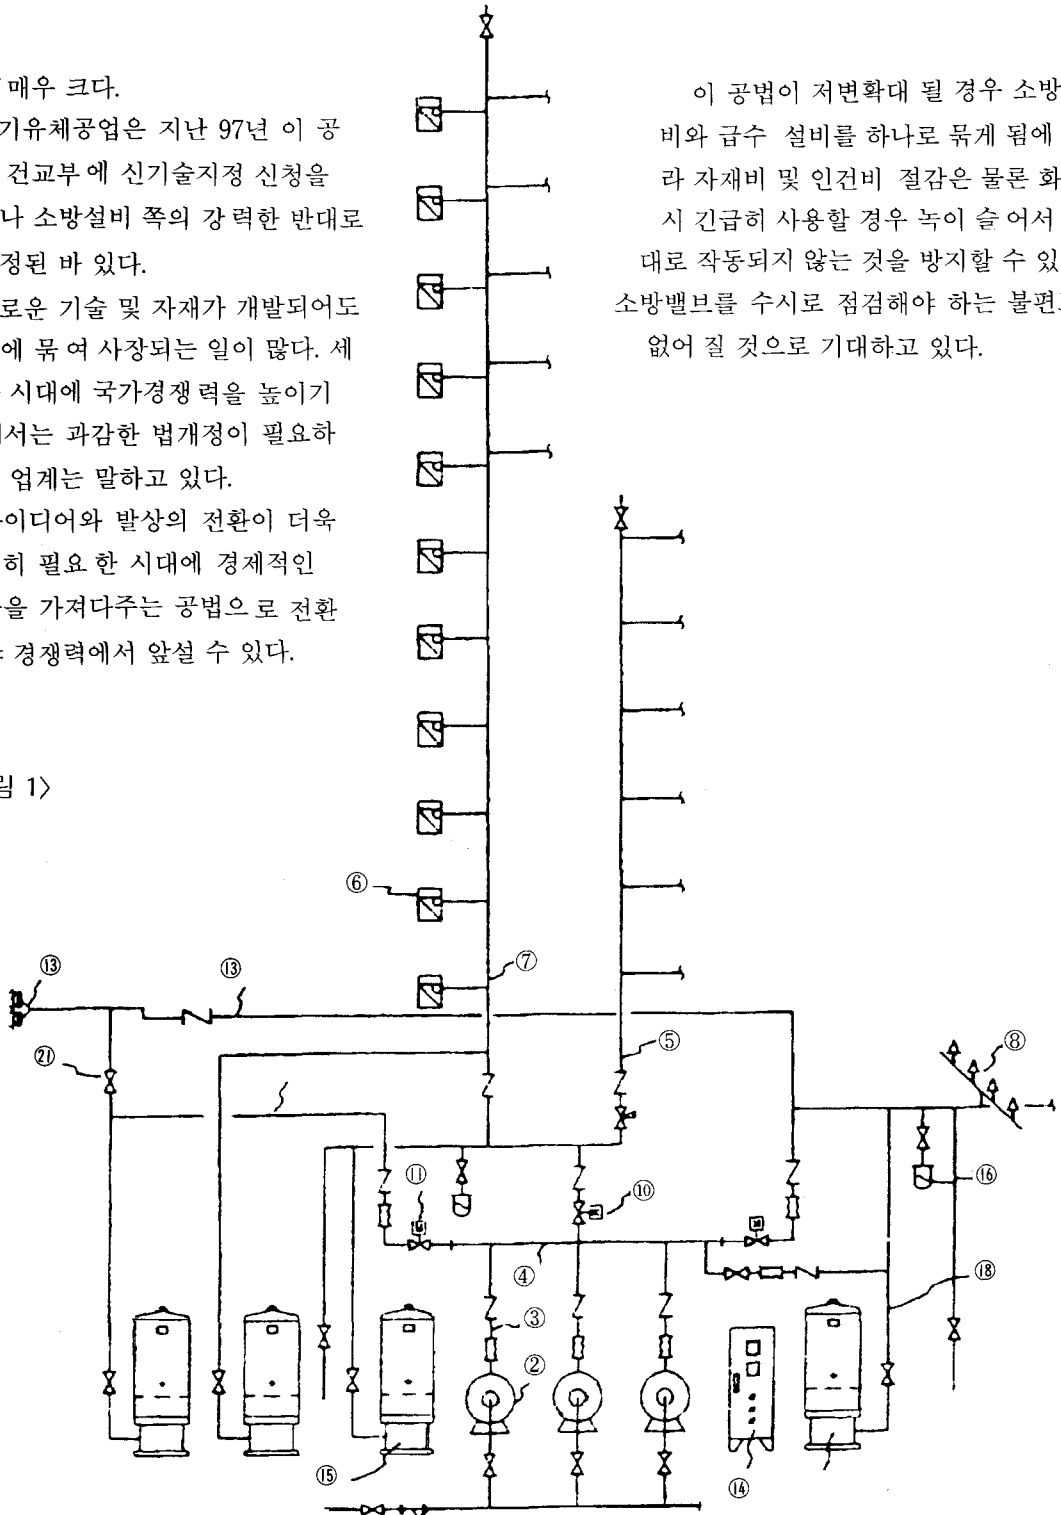 매우 크다.
기유체공업은 지난 97년 이 공
건교부에 신기술지정 신청을
나 소방설비 쪽의 강력한 반대로
정된 바 있다.
로운 기술 및 자재가 개발되어도
에 묶여 사장되는 일이 많다. 세
시대에 국가경쟁력을 높이기
서는 과감한 법개정이 필요하
업계는 말하고 있다.
이디어와 발상의 전환이 더욱
히 필요한 시대에 경제적인
을 가져다주는 공법으로 전환
경쟁력에서 앞설 수 있다.
림 1〉
이 공법이 저변확대 될 경우 소방
비와 급수 설비를 하나로 묶게 됨에
라 자재비 및 인건비 절감은 물론 화
시 긴급히 사용할 경우 녹이 슬어서
대로 작동되지 않는 것을 방지할 수 있
소방밸브를 수시로 점검해야 하는 불편
없어 질 것으로 기대하고 있다.
⑥
⑦
⑬
⑬
⑤
⑧
㉑
⑪
⑩
⑯
④
⑱
③
②
⑮
⑭